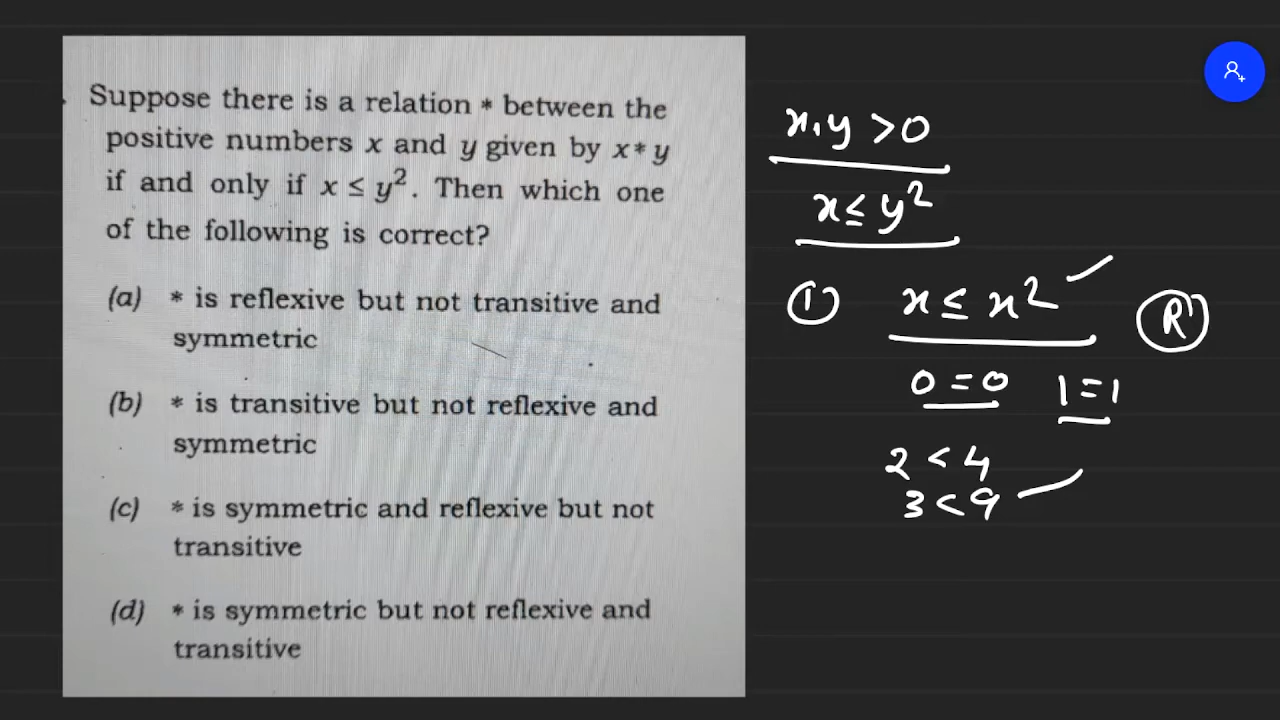 Suppose there is a relation * between the
positive numbers x and y given by x * y
if and only if x ≤ y². Then which one
of the following is correct?
(a) * is reflexive but not transitive and
symmetric
(b) * is transitive but not reflexive and
symmetric
(c) * is symmetric and reflexive but not
transitive
(d) * is symmetric but not reflexive and
transitive
x, y > 0
x ≤ y²
① x ≤ x² ✓ Ⓡ
0 = 0 1 = 1
2 < 4
3 < 9 ✓